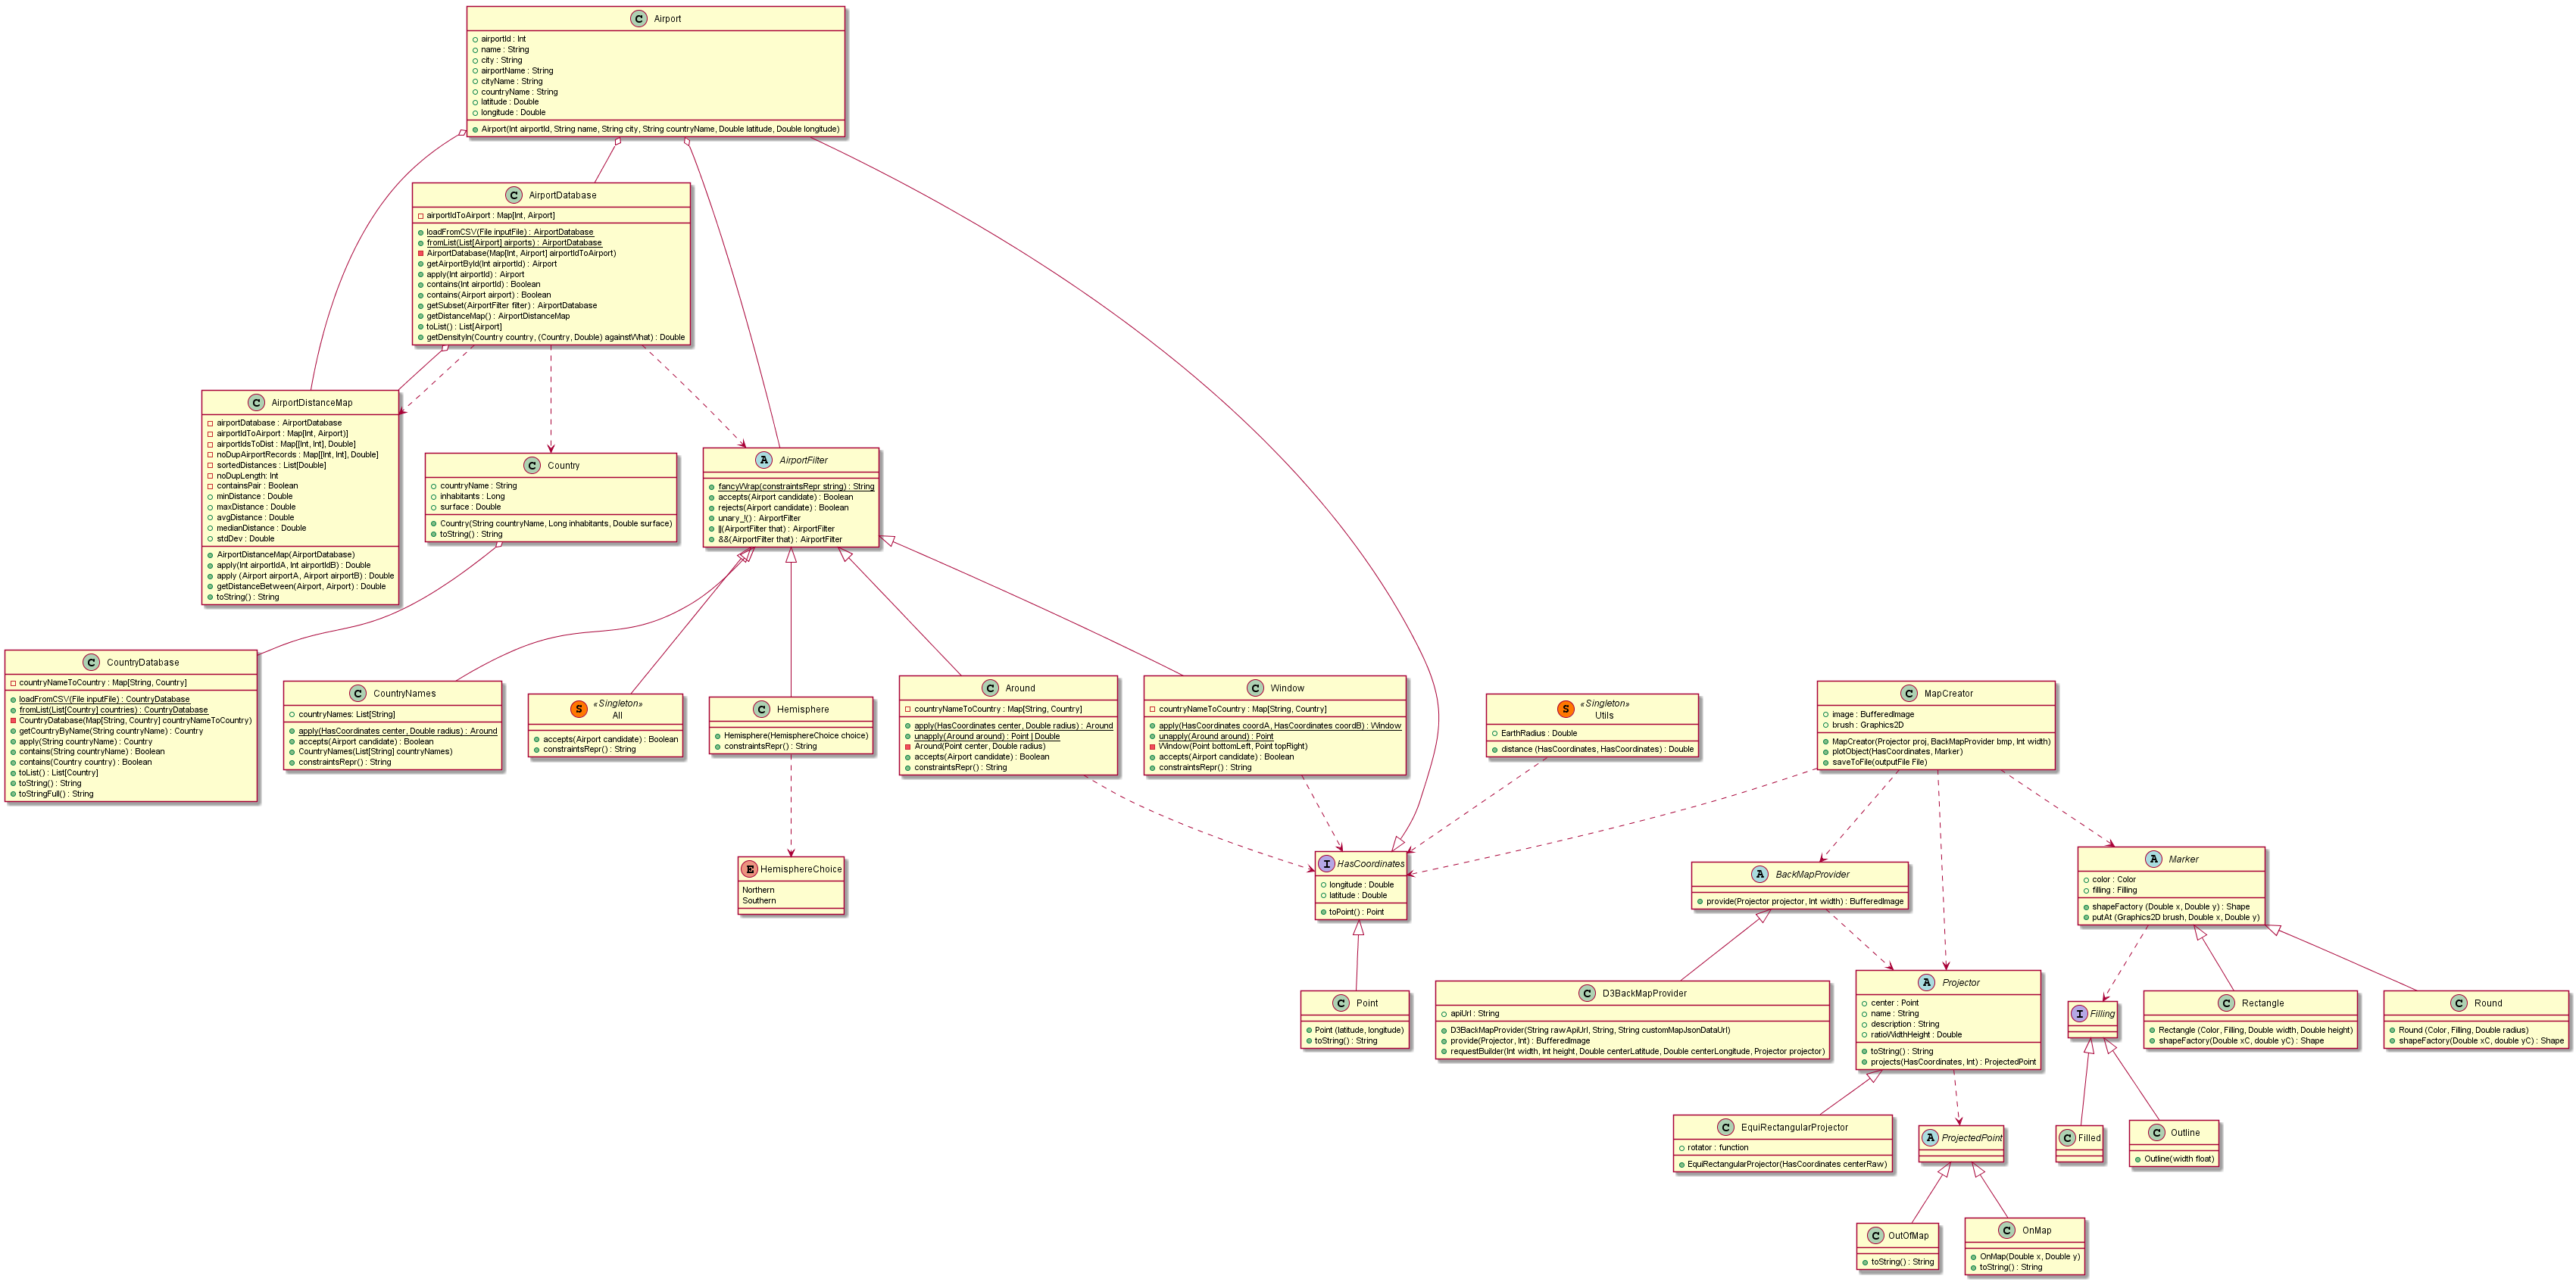 C Airport
airportId : Int
name : String
city : String
airportName : String
cityName : String
countryName : String
latitude : Double
longitude : Double
Airport(Int airportId, String name, String city, String countryName, Double latitude, Double longitude)
C AirportDatabase
airportIdToAirport : Map[Int, Airport]
loadFromCSV(File inputFile) : AirportDatabase
fromList(List[Airport] airports) : AirportDatabase
AirportDatabase(Map[Int, Airport] airportIdToAirport)
getAirportById(Int airportId) : Airport
apply(Int airportId) : Airport
contains(Int airportId) : Boolean
contains(Airport airport) : Boolean
getSubset(AirportFilter filter) : AirportDatabase
getDistanceMap() : AirportDistanceMap
toList() : List[Airport]
getDensityIn(Country country, (Country, Double) againstWhat) : Double
C AirportDistanceMap
airportDatabase : AirportDatabase
airportIdToAirport : Map[Int, Airport)]
airportIdsToDist : Map[[Int, Int], Double]
noDupAirportRecords : Map[[Int, Int], Double]
sortedDistances : List[Double]
noDupLength: Int
containsPair : Boolean
minDistance : Double
maxDistance : Double
avgDistance : Double
medianDistance : Double
stdDev : Double
AirportDistanceMap(AirportDatabase)
apply(Int airportIdA, Int airportIdB) : Double
apply (Airport airportA, Airport airportB) : Double
getDistanceBetween(Airport, Airport) : Double
toString() : String
C Country
countryName : String
inhabitants : Long
surface : Double
Country(String countryName, Long inhabitants, Double surface)
toString() : String
A AirportFilter
fancyWrap(constraintsRepr string) : String
accepts(Airport candidate) : Boolean
rejects(Airport candidate) : Boolean
unary_!() : AirportFilter
||(AirportFilter that) : AirportFilter
&&(AirportFilter that) : AirportFilter
C CountryDatabase
countryNameToCountry : Map[String, Country]
loadFromCSV(File inputFile) : CountryDatabase
fromList(List[Country] countries) : CountryDatabase
CountryDatabase(Map[String, Country] countryNameToCountry)
getCountryByName(String countryName) : Country
apply(String countryName) : Country
contains(String countryName) : Boolean
contains(Country country) : Boolean
toList() : List[Country]
toString() : String
toStringFull() : String
C CountryNames
countryNames: List[String]
apply(HasCoordinates center, Double radius) : Around
accepts(Airport candidate) : Boolean
CountryNames(List[String] countryNames)
constraintsRepr() : String
S «Singleton»
All
accepts(Airport candidate) : Boolean
constraintsRepr() : String
C Hemisphere
Hemisphere(HemisphereChoice choice)
constraintsRepr() : String
C Around
countryNameToCountry : Map[String, Country]
apply(HasCoordinates center, Double radius) : Around
unapply(Around around) : Point | Double
Around(Point center, Double radius)
accepts(Airport candidate) : Boolean
constraintsRepr() : String
C Window
countryNameToCountry : Map[String, Country]
apply(HasCoordinates coordA, HasCoordinates coordB) : Window
unapply(Around around) : Point
Window(Point bottomLeft, Point topRight)
accepts(Airport candidate) : Boolean
constraintsRepr() : String
S «Singleton»
Utils
EarthRadius : Double
distance (HasCoordinates, HasCoordinates) : Double
C MapCreator
image : BufferedImage
brush : Graphics2D
MapCreator(Projector proj, BackMapProvider bmp, Int width)
plotObject(HasCoordinates, Marker)
saveToFile(outputFile File)
E HemisphereChoice
Northern
Southern
I HasCoordinates
longitude : Double
latitude : Double
toPoint() : Point
A BackMapProvider
provide(Projector projector, Int width) : BufferedImage
A Marker
color : Color
filling : Filling
shapeFactory (Double x, Double y) : Shape
putAt (Graphics2D brush, Double x, Double y)
C Point
Point (latitude, longitude)
toString() : String
C D3BackMapProvider
apiUrl : String
D3BackMapProvider(String rawApiUrl, String, String customMapJsonDataUrl)
provide(Projector, Int) : BufferedImage
requestBuilder(Int width, Int height, Double centerLatitude, Double centerLongitude, Projector projector)
A Projector
center : Point
name : String
description : String
ratioWidthHeight : Double
toString() : String
projects(HasCoordinates, Int) : ProjectedPoint
I Filling
C Rectangle
Rectangle (Color, Filling, Double width, Double height)
shapeFactory(Double xC, double yC) : Shape
C Round
Round (Color, Filling, Double radius)
shapeFactory(Double xC, double yC) : Shape
C EquiRectangularProjector
rotator : function
EquiRectangularProjector(HasCoordinates centerRaw)
A ProjectedPoint
C Filled
C Outline
Outline(width float)
C OutOfMap
toString() : String
C OnMap
OnMap(Double x, Double y)
toString() : String